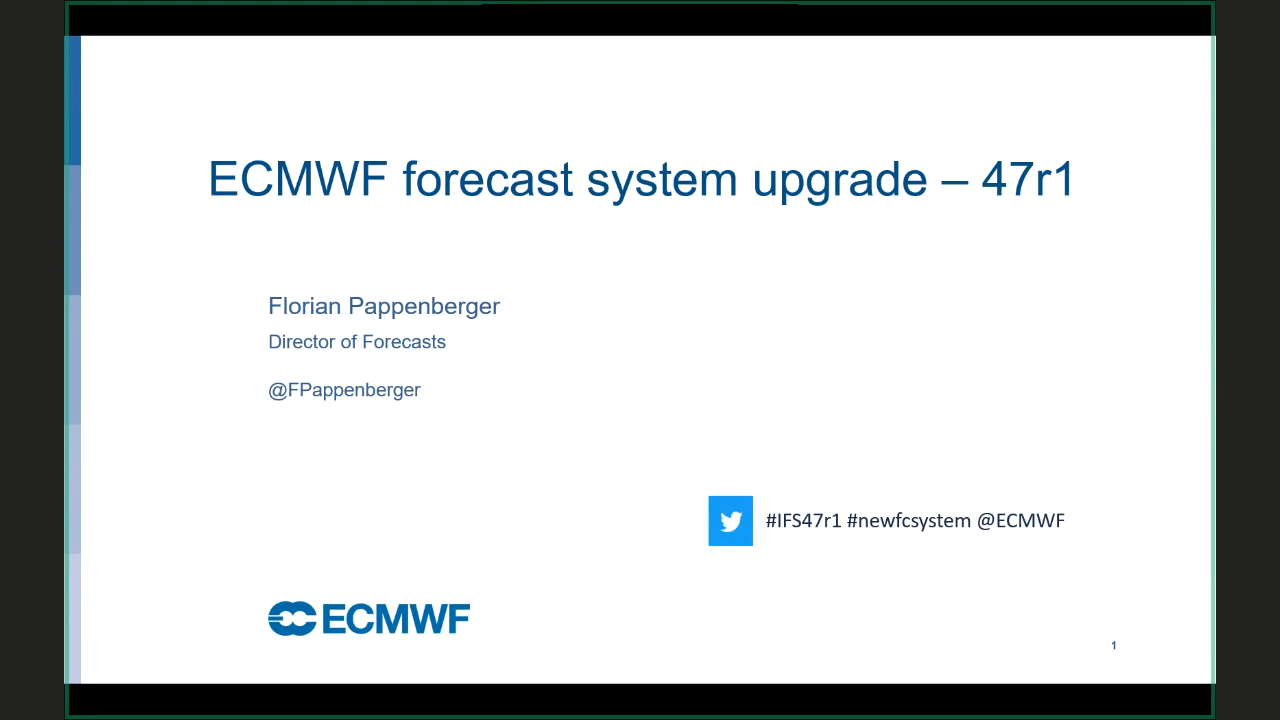 ECMWF forecast system upgrade – 47r1
Florian Pappenberger
Director of Forecasts
@FPappenberger
#IFS47r1 #newfcsystem @ECMWF
ECMWF
1